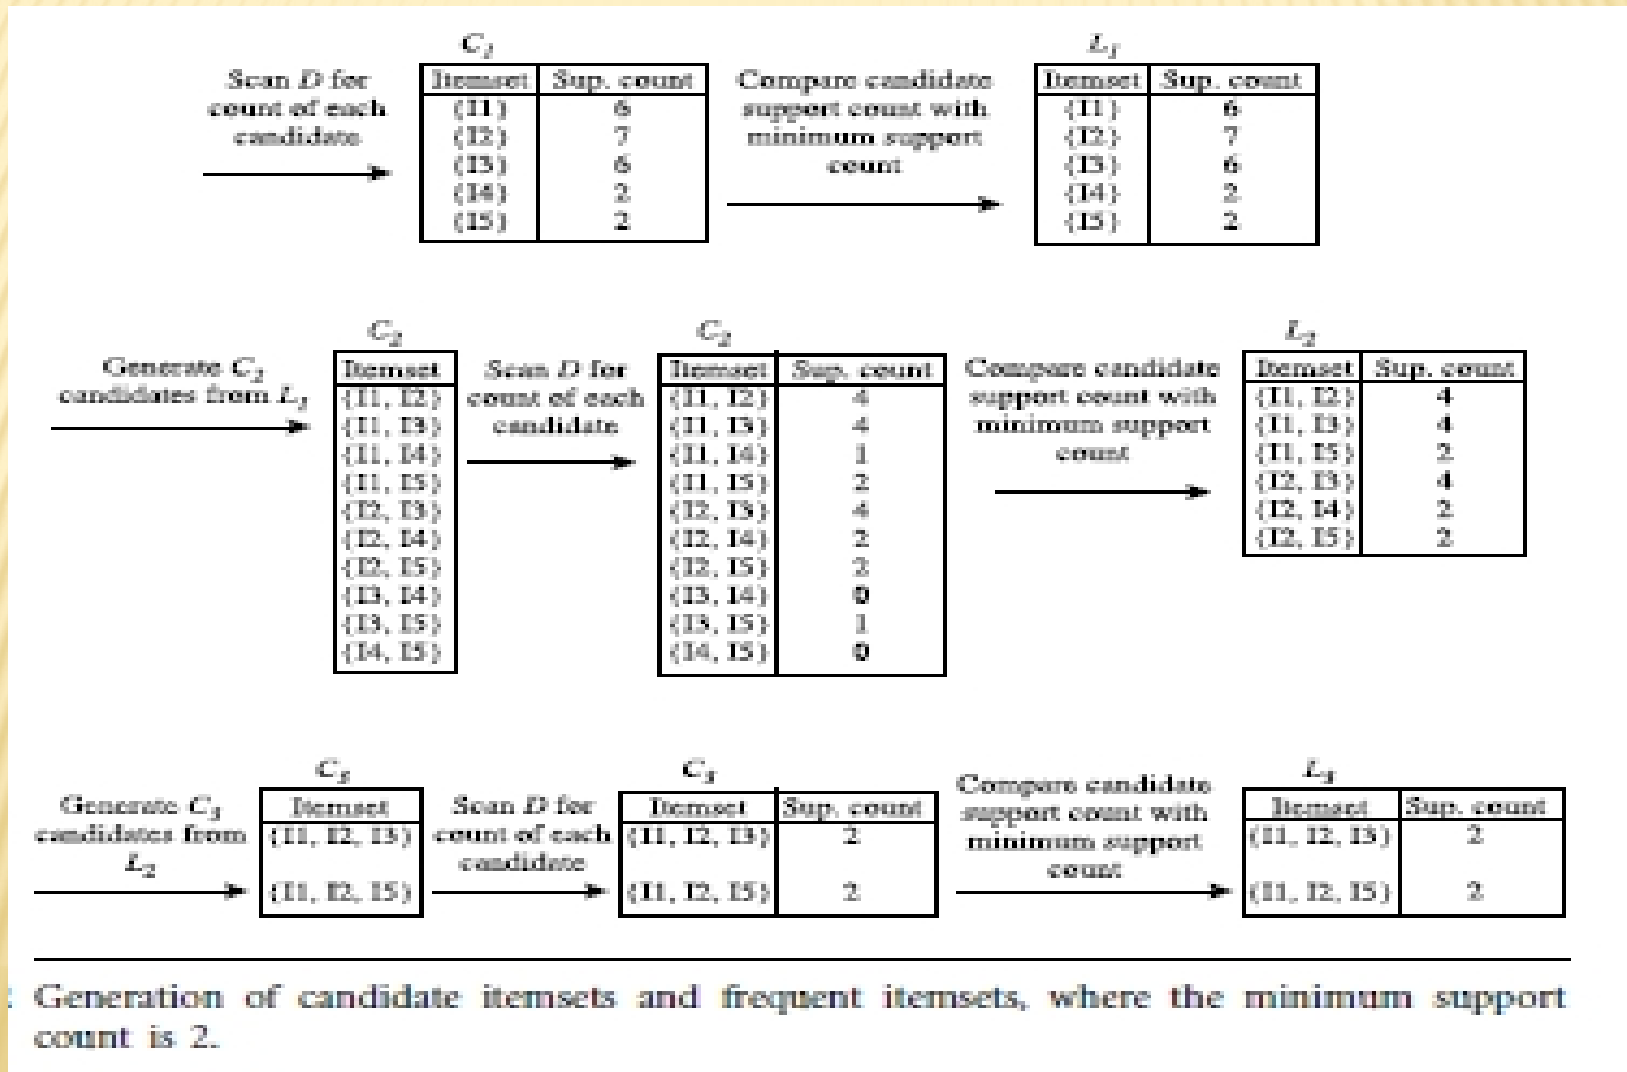 C1
Scan D for
count of each
candidate
Itemset Sup. count
{I1} 6
{I2} 7
{I3} 6
{I4} 2
{I5} 2
Compare candidate
support count with
minimum support
count
L1
Itemset Sup. count
{I1} 6
{I2} 7
{I3} 6
{I4} 2
{I5} 2
Generate C2
candidates from L1
C2
Itemset
{I1, I2}
{I1, I3}
{I1, I4}
{I1, I5}
{I2, I3}
{I2, I4}
{I2, I5}
{I3, I4}
{I3, I5}
{I4, I5}
Scan D for
count of each
candidate
C2
Itemset Sup. count
{I1, I2} 4
{I1, I3} 4
{I1, I4} 1
{I1, I5} 2
{I2, I3} 4
{I2, I4} 2
{I2, I5} 2
{I3, I4} 0
{I3, I5} 1
{I4, I5} 0
Compare candidate
support count with
minimum support
count
L2
Itemset Sup. count
{I1, I2} 4
{I1, I3} 4
{I1, I5} 2
{I2, I3} 4
{I2, I4} 2
{I2, I5} 2
Generate C3
candidates from
L2
C3
Itemset
{I1, I2, I3}
{I1, I2, I5}
Scan D for
count of each
candidate
C3
Itemset Sup. count
{I1, I2, I3} 2
{I1, I2, I5} 2
Compare candidate
support count with
minimum support
count
L3
Itemset Sup. count
{I1, I2, I3} 2
{I1, I2, I5} 2
Generation of candidate itemsets and frequent itemsets, where the minimum support
count is 2.